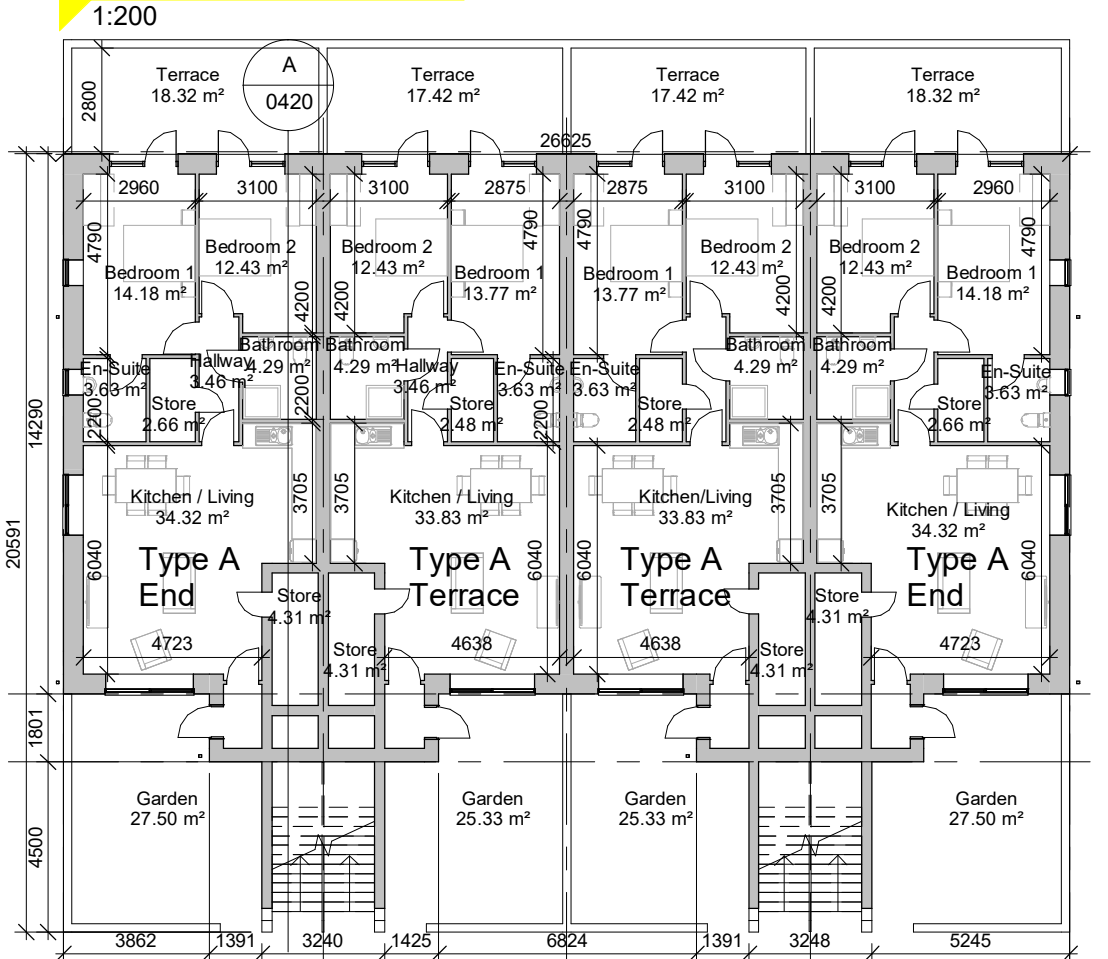 1:200
A
0420
Terrace
18.32 m²
Terrace
17.42 m²
Terrace
17.42 m²
Terrace
18.32 m²
2800
26625
2960
3100
3100
2875
2875
3100
3100
2960
4790
4790
4790
4790
Bedroom 1
14.18 m²
Bedroom 2
12.43 m²
Bedroom 2
12.43 m²
Bedroom 1
13.77 m²
Bedroom 1
13.77 m²
Bedroom 2
12.43 m²
Bedroom 2
12.43 m²
Bedroom 1
14.18 m²
4200
4200
4200
4200
En-Suite
3.63 m²
Hallway
3.46 m²
Bathroom
4.29 m²
Bathroom
4.29 m²
Hallway
3.46 m²
En-Suite
3.63 m²
En-Suite
3.63 m²
Bathroom
4.29 m²
Bathroom
4.29 m²
En-Suite
3.63 m²
Store
2.66 m²
Store
2.48 m²
Store
2.48 m²
Store
2.66 m²
2200
2200
2200
14290
20591
Kitchen / Living
34.32 m²
Kitchen / Living
33.83 m²
Kitchen/Living
33.83 m²
Kitchen / Living
34.32 m²
3705
3705
3705
3705
6040
6040
6040
6040
Type A
End
Type A
Terrace
Type A
Terrace
Type A
End
Store
4.31 m²
Store
4.31 m²
Store
4.31 m²
Store
4.31 m²
4723
4638
4638
4723
1801
4500
Garden
27.50 m²
Garden
25.33 m²
Garden
25.33 m²
Garden
27.50 m²
3862
1391
3240
1425
6824
1391
3248
5245